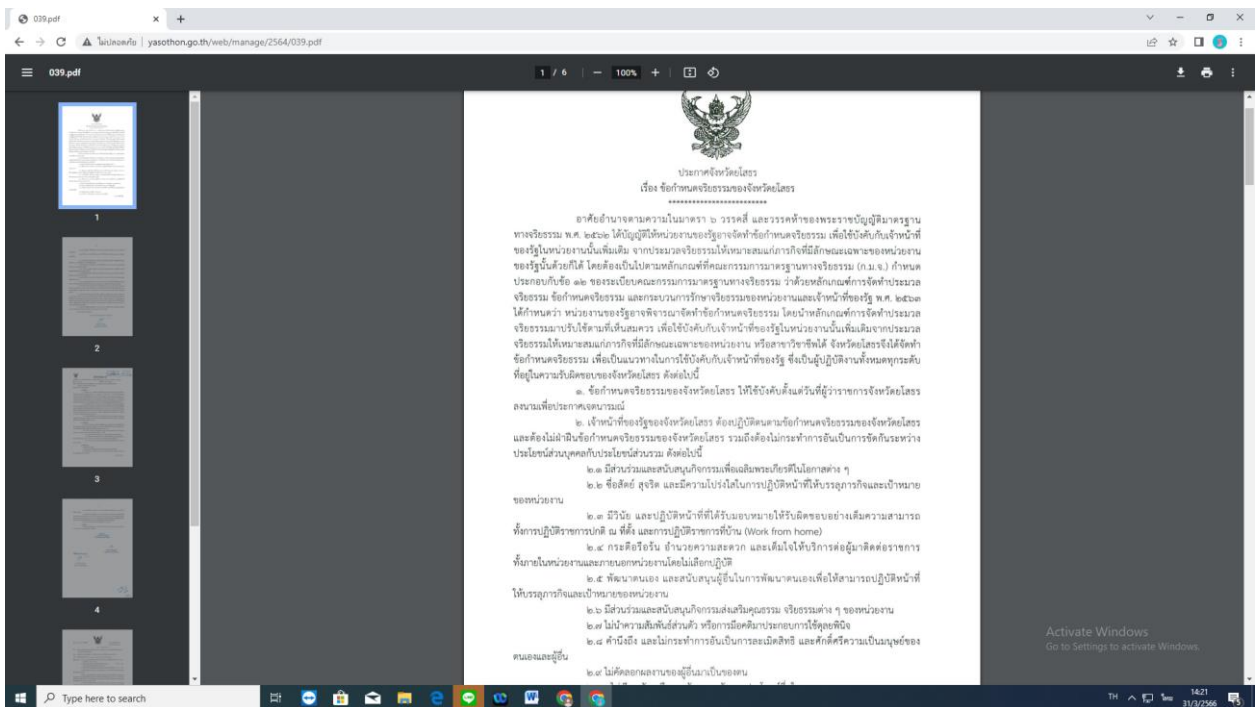 039.pdf
ไม่ปลอดภัย | yasothon.go.th/web/manage/2564/039.pdf
039.pdf
1 / 6
100%
ประกาศจังหวัดยโสธร
เรื่อง ข้อกำหนดจริยธรรมของจังหวัดยโสธร
*************************
อาศัยอำนาจตามความในมาตรา ๖ วรรคสี่ และวรรคห้าของพระราชบัญญัติมาตรฐาน
ทางจริยธรรม พ.ศ. ๒๕๖๒ ได้บัญญัติให้หน่วยงานของรัฐอาจจัดทำข้อกำหนดจริยธรรม เพื่อใช้บังคับกับเจ้าหน้าที่
ของรัฐในหน่วยงานนั้นเพิ่มเติม จากประมวลจริยธรรมให้เหมาะสมแก่ภารกิจที่มีลักษณะเฉพาะของหน่วยงาน
ของรัฐนั้นด้วยก็ได้ โดยต้องเป็นไปตามหลักเกณฑ์ที่คณะกรรมการมาตรฐานทางจริยธรรม (ก.ม.จ.) กำหนด
ประกอบกับข้อ ๑๒ ของระเบียบคณะกรรมการมาตรฐานทางจริยธรรม ว่าด้วยหลักเกณฑ์การจัดทำประมวล
จริยธรรม ข้อกำหนดจริยธรรม และกระบวนการรักษาจริยธรรมของหน่วยงานและเจ้าหน้าที่ของรัฐ พ.ศ. ๒๕๖๓
ได้กำหนดว่า หน่วยงานของรัฐอาจพิจารณาจัดทำข้อกำหนดจริยธรรม โดยนำหลักเกณฑ์การจัดทำประมวล
จริยธรรมมาปรับใช้ตามที่เห็นสมควร เพื่อใช้บังคับกับเจ้าหน้าที่ของรัฐในหน่วยงานนั้นเพิ่มเติมจากประมวล
จริยธรรมให้เหมาะสมแก่ภารกิจที่มีลักษณะเฉพาะของหน่วยงาน หรือสาขาวิชาชีพได้ จังหวัดยโสธรจึงได้จัดทำ
ข้อกำหนดจริยธรรม เพื่อเป็นแนวทางในการใช้บังคับกับเจ้าหน้าที่ของรัฐ ซึ่งเป็นผู้ปฏิบัติงานทั้งหมดทุกระดับ
ที่อยู่ในความรับผิดชอบของจังหวัดยโสธร ดังต่อไปนี้
๑. ข้อกำหนดจริยธรรมของจังหวัดยโสธร ให้ใช้บังคับตั้งแต่วันที่ผู้ว่าราชการจังหวัดยโสธร
ลงนามเพื่อประกาศเจตนารมณ์
๒. เจ้าหน้าที่ของรัฐของจังหวัดยโสธร ต้องปฏิบัติตนตามข้อกำหนดจริยธรรมของจังหวัดยโสธร
และต้องไม่ฝ่าฝืนข้อกำหนดจริยธรรมของจังหวัดยโสธร รวมถึงต้องไม่กระทำการอันเป็นการขัดกันระหว่าง
ประโยชน์ส่วนบุคคลกับประโยชน์ส่วนรวม ดังต่อไปนี้
๒.๑ มีส่วนร่วมและสนับสนุนกิจกรรมเพื่อเฉลิมพระเกียรติในโอกาสต่าง ๆ
๒.๒ ซื่อสัตย์ สุจริต และมีความโปร่งใสในการปฏิบัติหน้าที่ให้บรรลุภารกิจและเป้าหมาย
ของหน่วยงาน
๒.๓ มีวินัย และปฏิบัติหน้าที่ที่ได้รับมอบหมายให้รับผิดชอบอย่างเต็มความสามารถ
ทั้งการปฏิบัติราชการปกติ ณ ที่ตั้ง และการปฏิบัติราชการที่บ้าน (Work from home)
๒.๔ กระตือรือร้น อำนวยความสะดวก และเต็มใจให้บริการต่อผู้มาติดต่อราชการ
ทั้งภายในหน่วยงานและภายนอกหน่วยงานโดยไม่เลือกปฏิบัติ
๒.๕ พัฒนาตนเอง และสนับสนุนผู้อื่นในการพัฒนาตนเองเพื่อให้สามารถปฏิบัติหน้าที่
ให้บรรลุภารกิจและเป้าหมายของหน่วยงาน
๒.๖ มีส่วนร่วมและสนับสนุนกิจกรรมส่งเสริมคุณธรรม จริยธรรมต่าง ๆ ของหน่วยงาน
๒.๗ ไม่นำความสัมพันธ์ส่วนตัว หรือการมีอคติมาประกอบการใช้ดุลยพินิจ
๒.๘ คำนึงถึง และไม่กระทำการอันเป็นการละเมิดสิทธิ และศักดิ์ศรีความเป็นมนุษย์ของ
ตนเองและผู้อื่น
๒.๙ ไม่คัดลอกผลงานของผู้อื่นมาเป็นของตน
1
2
3
4
Activate Windows
Go to Settings to activate Windows.
Type here to search
TH
14:21
31/3/2566